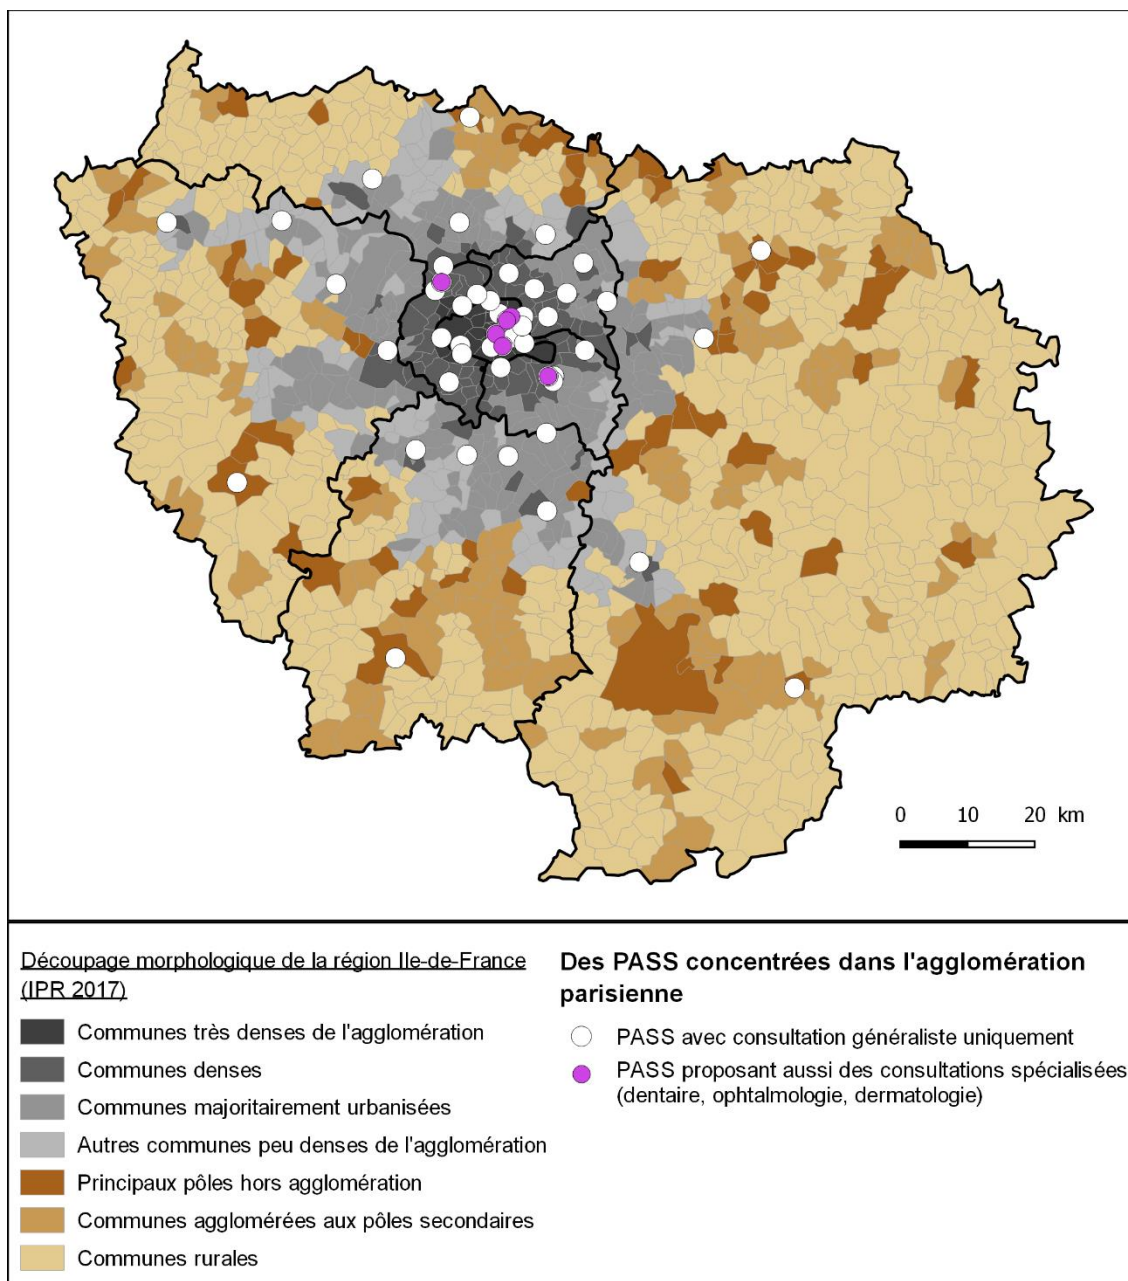 0 10 20 km
Découpage morphologique de la région Ile-de-France
(IPR 2017)
Communes très denses de l'agglomération
Communes denses
Communes majoritairement urbanisées
Autres communes peu denses de l'agglomération
Principaux pôles hors agglomération
Communes agglomérées aux pôles secondaires
Communes rurales
Des PASS concentrées dans l'agglomération
parisienne
PASS avec consultation généraliste uniquement
PASS proposant aussi des consultations spécialisées
(dentaire, ophtalmologie, dermatologie)